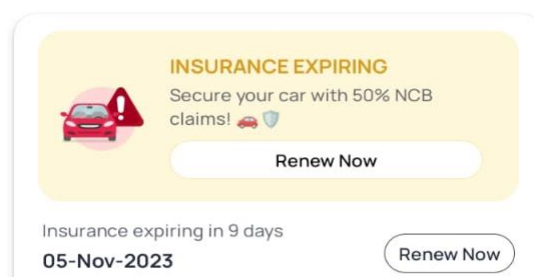 INSURANCE EXPIRING
Secure your car with 50% NCB
claims! 🚗🛡️
Renew Now
Insurance expiring in 9 days
05-Nov-2023
Renew Now